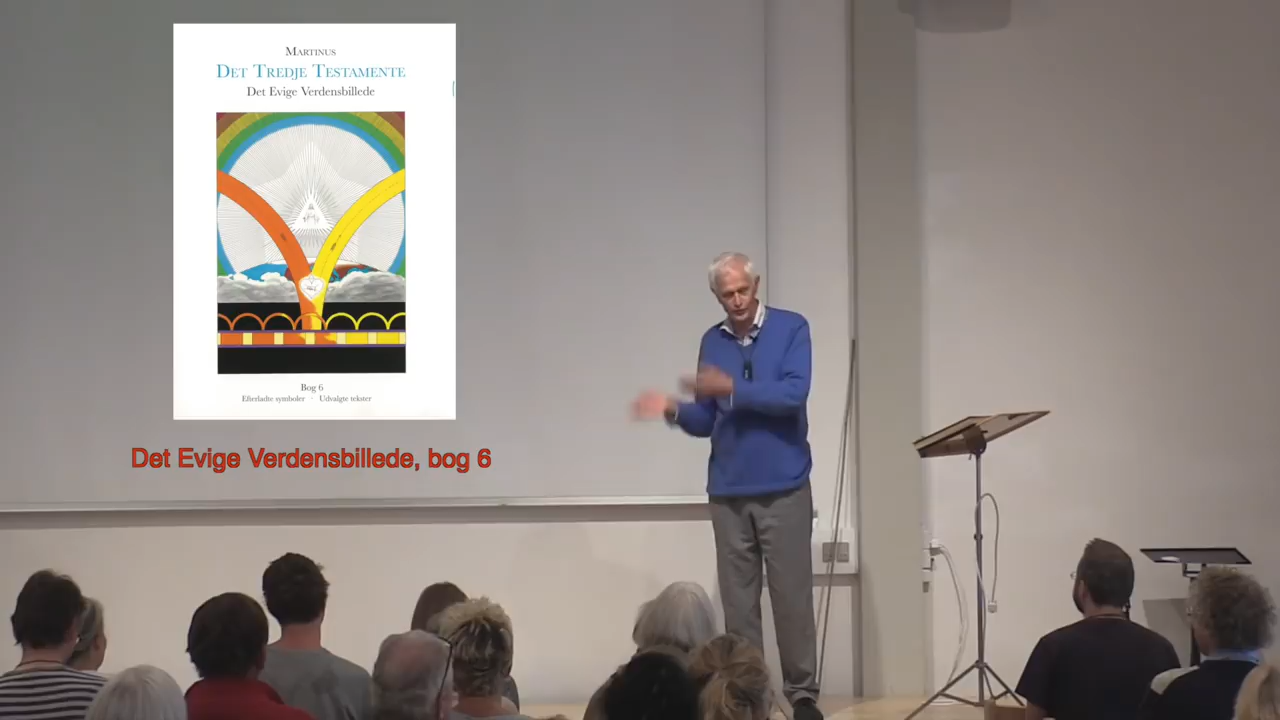 Martinus
Det Tredje Testamente
Det Evige Verdensbillede
Bog 6
Efterladte symboler · Udvalgte tekster
Det Evige Verdensbillede, bog 6